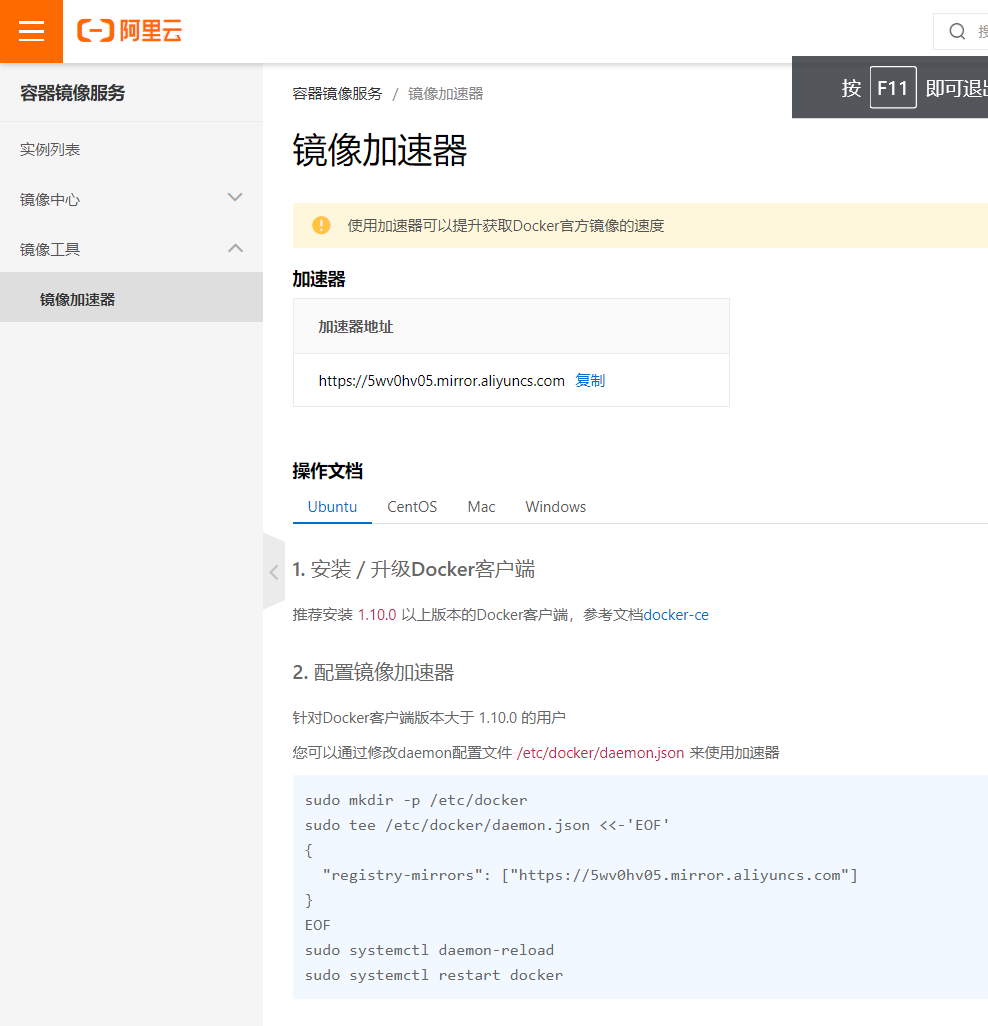 阿里云
搜
按 F11 即可退出
容器镜像服务
实例列表
镜像中心
镜像工具
镜像加速器
容器镜像服务 / 镜像加速器
镜像加速器
使用加速器可以提升获取Docker官方镜像的速度
加速器
加速器地址
https://5wv0hv05.mirror.aliyuncs.com 复制
操作文档
Ubuntu CentOS Mac Windows
1. 安装 / 升级Docker客户端
推荐安装 1.10.0 以上版本的Docker客户端，参考文档docker-ce
2. 配置镜像加速器
针对Docker客户端版本大于 1.10.0 的用户
您可以通过修改daemon配置文件 /etc/docker/daemon.json 来使用加速器
sudo mkdir -p /etc/docker
sudo tee /etc/docker/daemon.json <<-'EOF'
{
  "registry-mirrors": ["https://5wv0hv05.mirror.aliyuncs.com"]
}
EOF
sudo systemctl daemon-reload
sudo systemctl restart docker